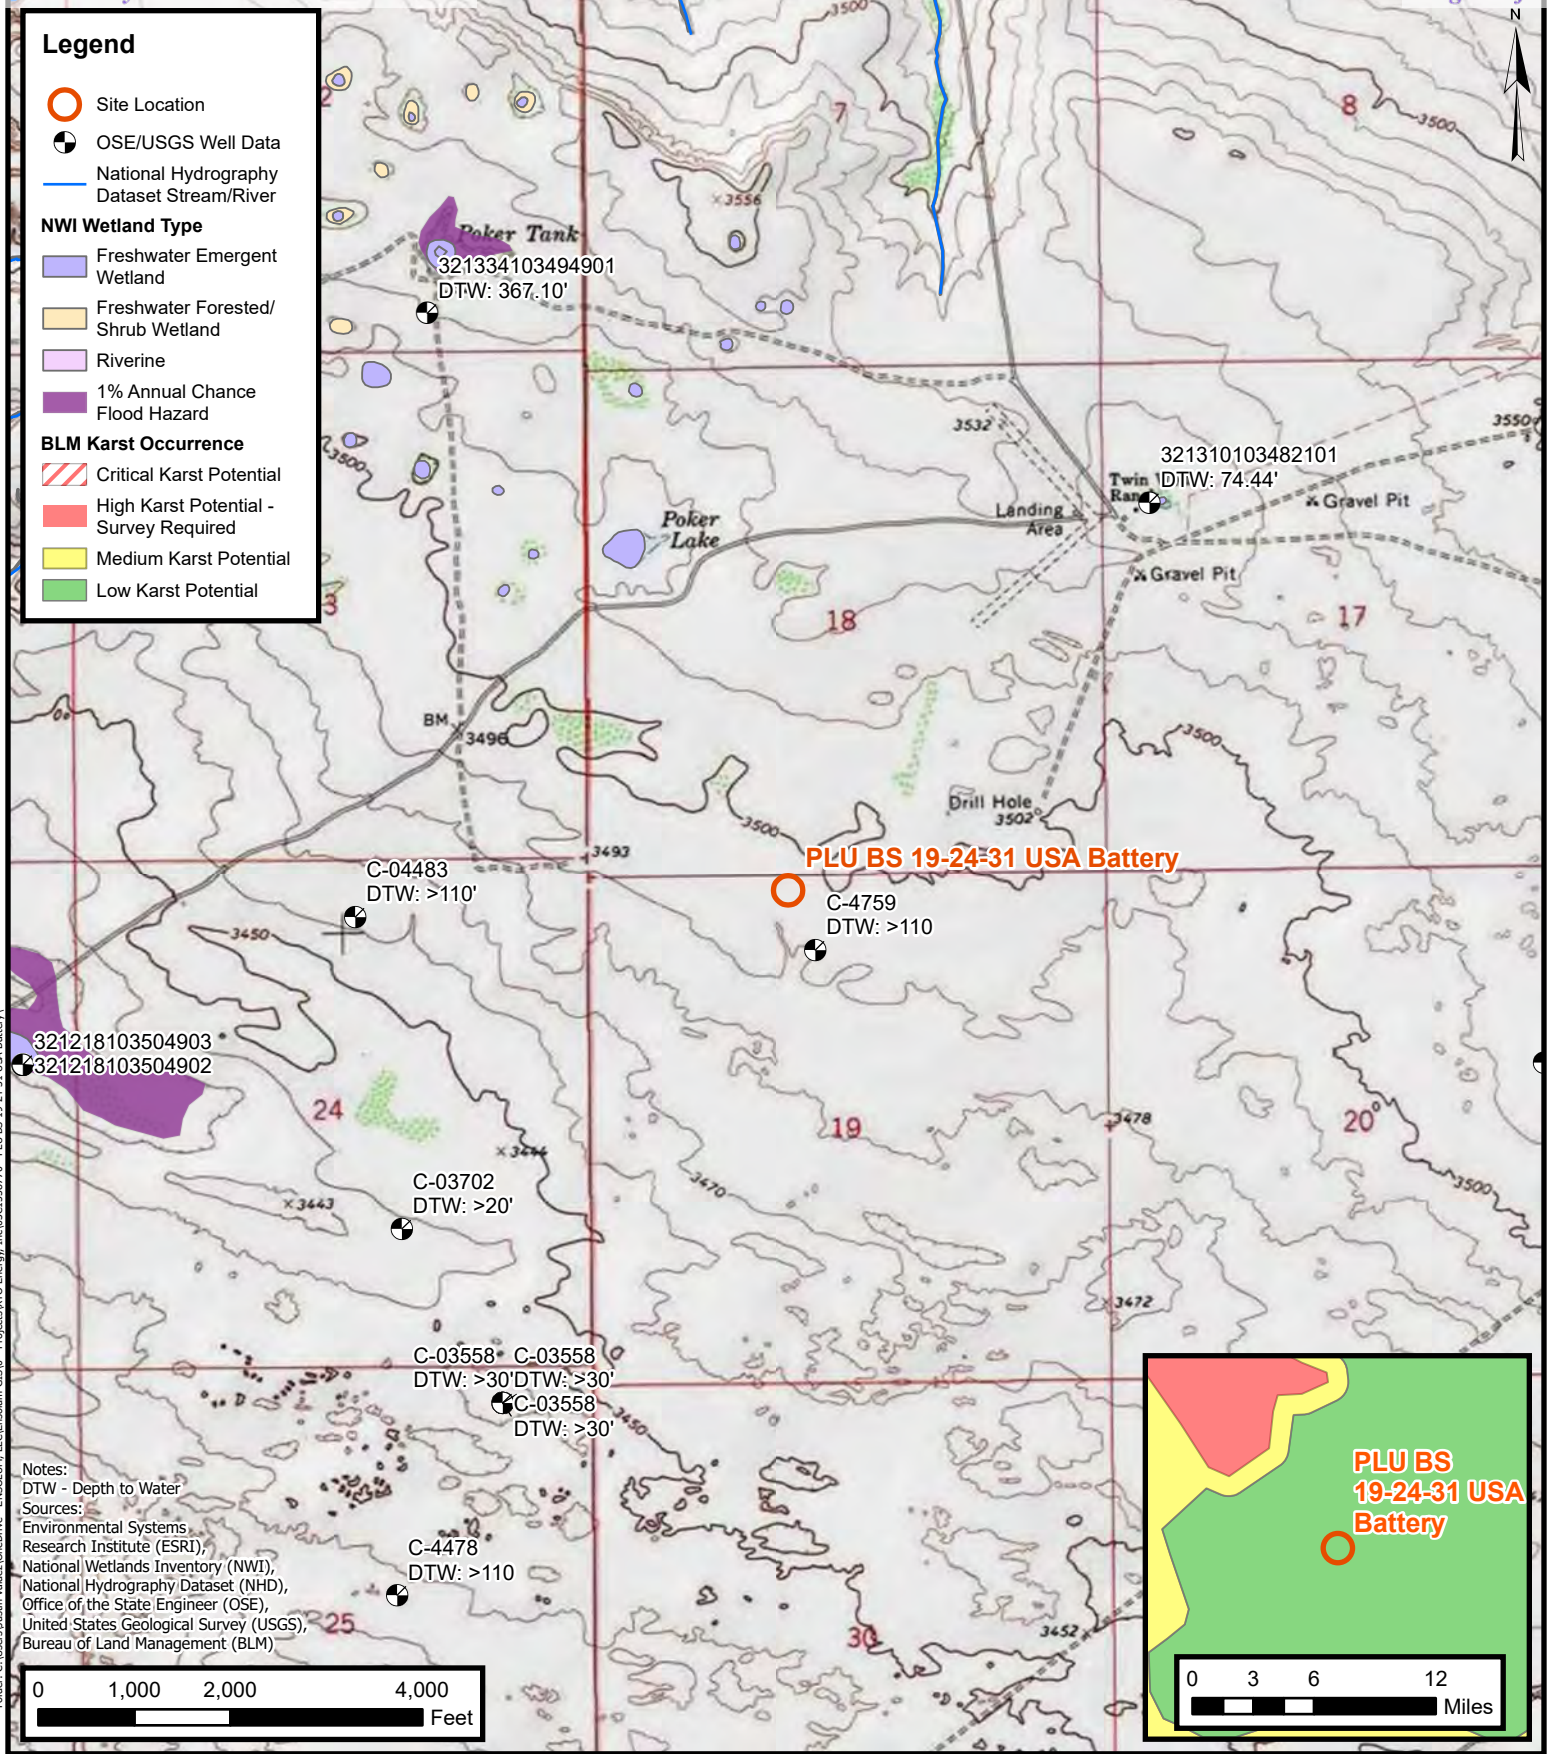 Legend
Site Location
OSE/USGS Well Data
National Hydrography
Dataset Stream/River
NWI Wetland Type
Freshwater Emergent
Wetland
Freshwater Forested/
Shrub Wetland
Riverine
1% Annual Chance
Flood Hazard
BLM Karst Occurrence
Critical Karst Potential
High Karst Potential -
Survey Required
Medium Karst Potential
Low Karst Potential
N
3500
7
8
3500
2
3556
Poker Tank
321334103494901
DTW: 367.10'
3532
3550
321310103482101
DTW: 74.44'
Twin
Landing
Area
Gravel Pit
Gravel Pit
Poker
Lake
3500
3
18
17
BM
3496
3500
3500
Drill Hole
3502
3493
PLU BS 19-24-31 USA Battery
C-04483
DTW: >110'
C-4759
DTW: >110
3450
321218103504903
321218103504902
24
19
20
3478
3444
3470
3500
3443
C-03702
DTW: >20'
3472
C-03558 C-03558
DTW: >30' DTW: >30'
C-03558
DTW: >30'
3450
C-4478
DTW: >110
25
30
3452
Notes:
DTW - Depth to Water
Sources:
Environmental Systems
Research Institute (ESRI),
National Wetlands Inventory (NWI),
National Hydrography Dataset (NHD),
Office of the State Engineer (OSE),
United States Geological Survey (USGS),
Bureau of Land Management (BLM)
0 1,000 2,000 4,000
Feet
PLU BS
19-24-31 USA
Battery
0 3 6 12
Miles